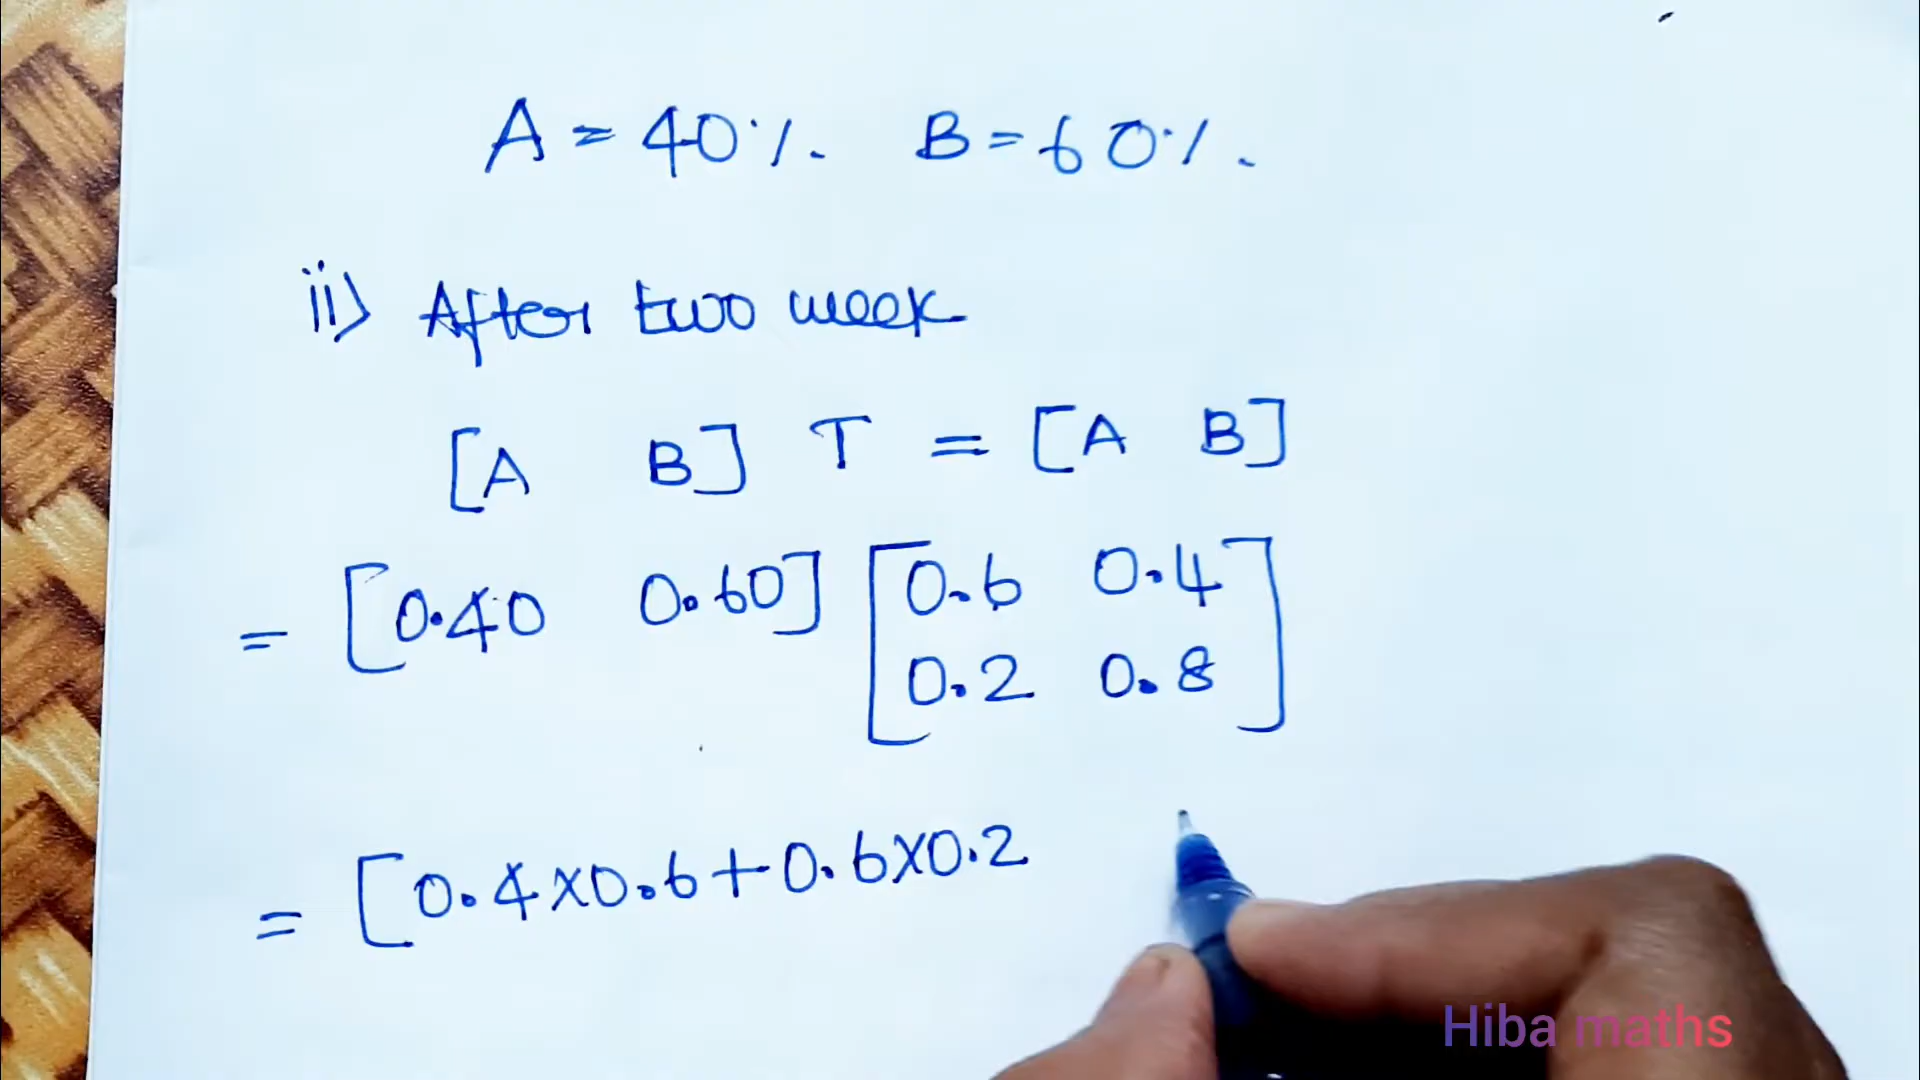 A = 40%. B = 60%.
ii) After two week
[A B] T = [A B]
= [0.40 0.60] [0.6 0.4
0.2 0.8]
= [0.4×0.6+0.6×0.2
Hiba maths